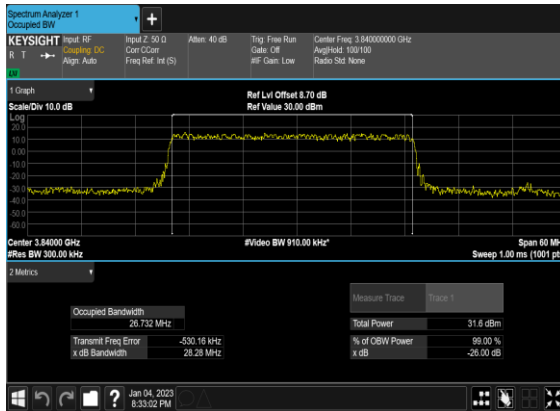 Spectrum Analyzer 1
Occupied BW
KEYSIGHT
R T
LXI
Input: RF
Coupling: DC
Align: Auto
Input Z: 50 Ω
Corr CCorr
Freq Ref: Int (S)
Atten: 40 dB
Trig: Free Run
Gate: Off
#IF Gain: Low
Center Freq: 3.840000000 GHz
Avg|Hold: 100/100
Radio Std: None
1 Graph
Scale/Div 10.0 dB
Ref Lvl Offset 8.70 dB
Ref Value 30.00 dBm
Log
20.0
10.0
0.00
-10.0
-20.0
-30.0
-40.0
-50.0
-60.0
Center 3.84000 GHz
#Res BW 300.00 kHz
#Video BW 910.00 kHz*
Span 60 MH
Sweep 1.00 ms (1001 pt
2 Metrics
Measure Trace
Trace 1
Occupied Bandwidth
26.732 MHz
Transmit Freq Error
-530.16 kHz
x dB Bandwidth
28.28 MHz
Total Power
31.6 dBm
% of OBW Power
99.00 %
x dB
-26.00 dB
Jan 04, 2023
8:33:02 PM